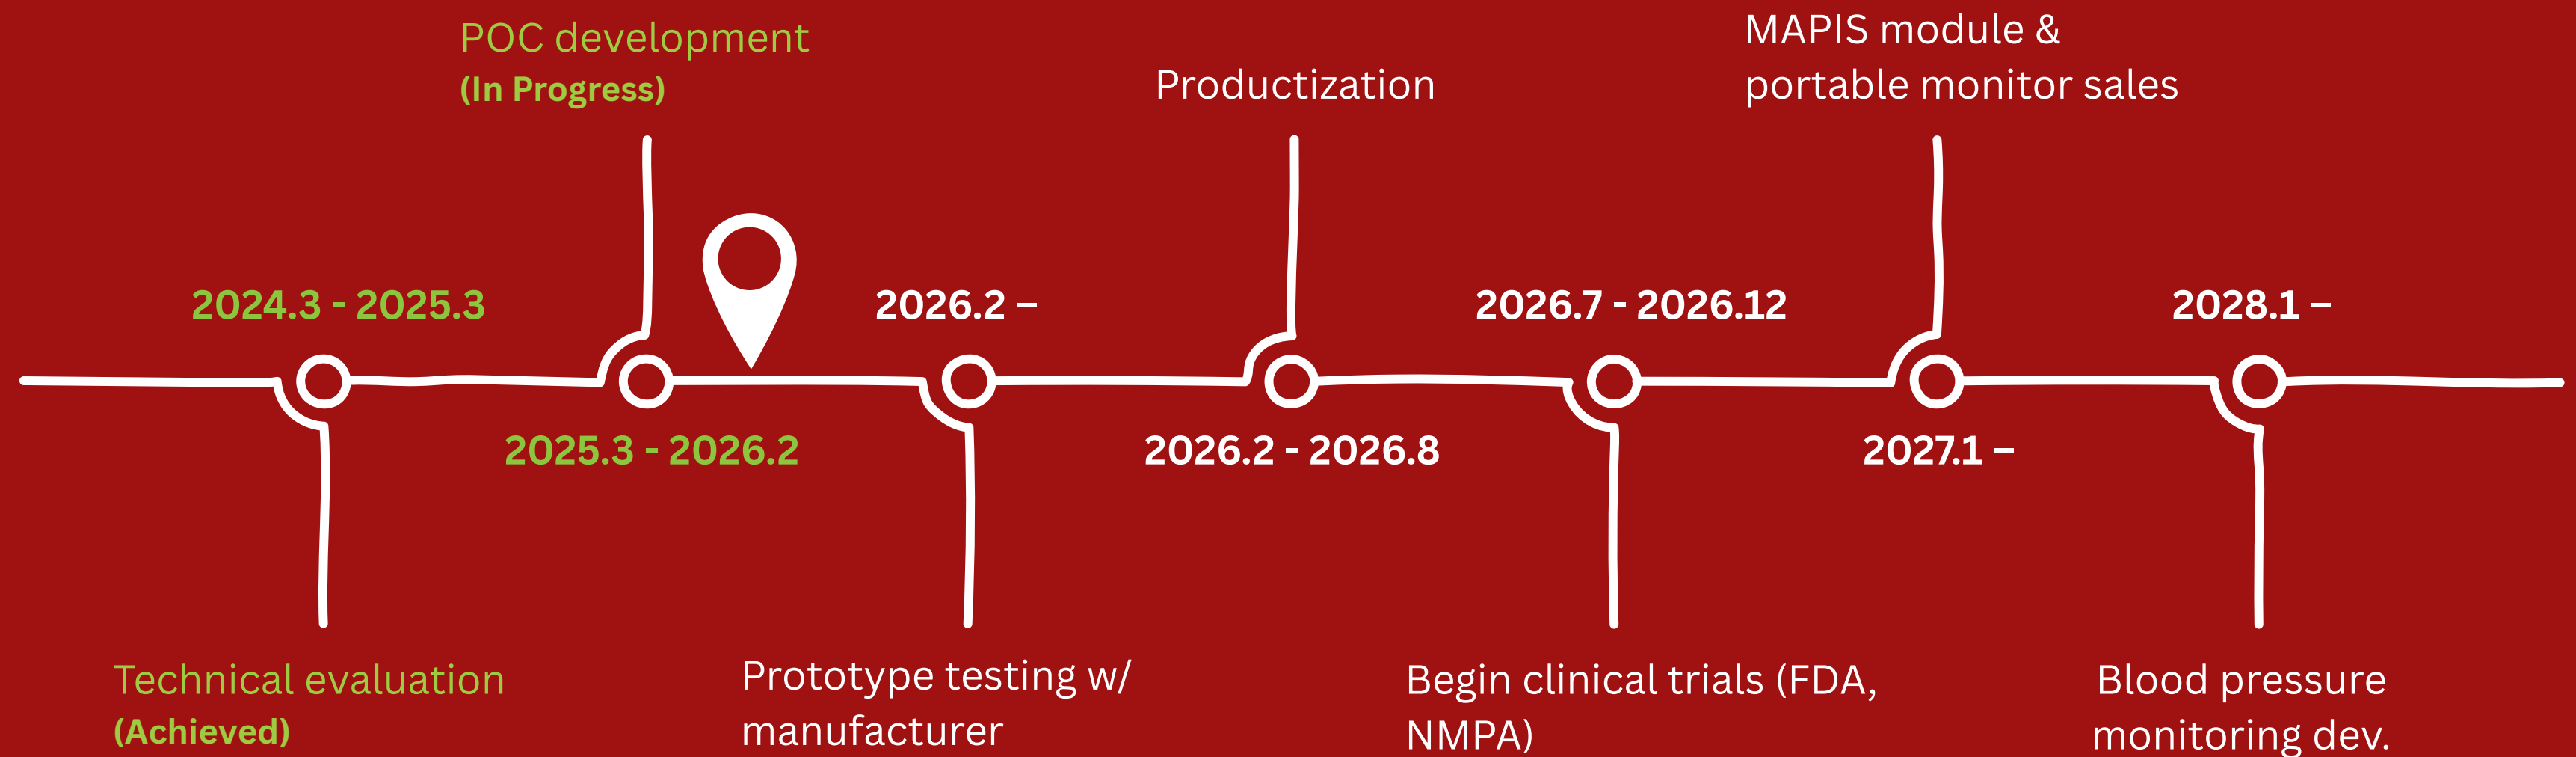 POC development
(In Progress)
Productization
MAPIS module &
portable monitor sales
2024.3 - 2025.3
2026.2 –
2026.7 - 2026.12
2028.1 –
2025.3 - 2026.2
2026.2 - 2026.8
2027.1 –
Technical evaluation
(Achieved)
Prototype testing w/
manufacturer
Begin clinical trials (FDA,
NMPA)
Blood pressure
monitoring dev.